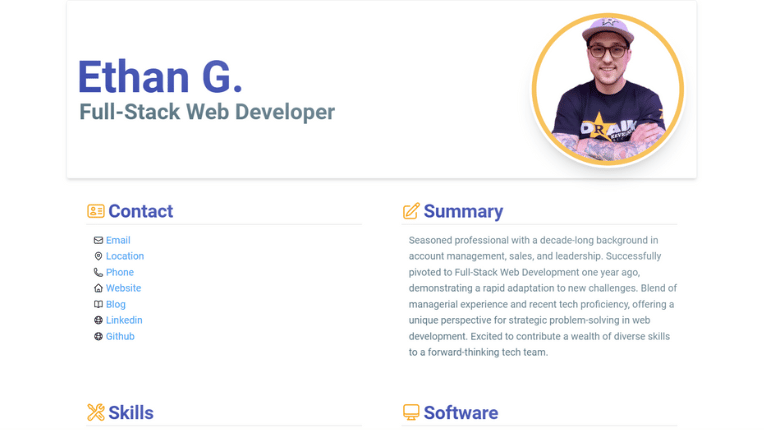 Ethan G.
Full-Stack Web Developer
Contact
Email
Location
Phone
Website
Blog
Linkedin
Github
Summary
Seasoned professional with a decade-long background in
account management, sales, and leadership. Successfully
pivoted to Full-Stack Web Development one year ago,
demonstrating a rapid adaptation to new challenges. Blend of
managerial experience and recent tech proficiency, offering a
unique perspective for strategic problem-solving in web
development. Excited to contribute a wealth of diverse skills
to a forward-thinking tech team.
Skills
Software